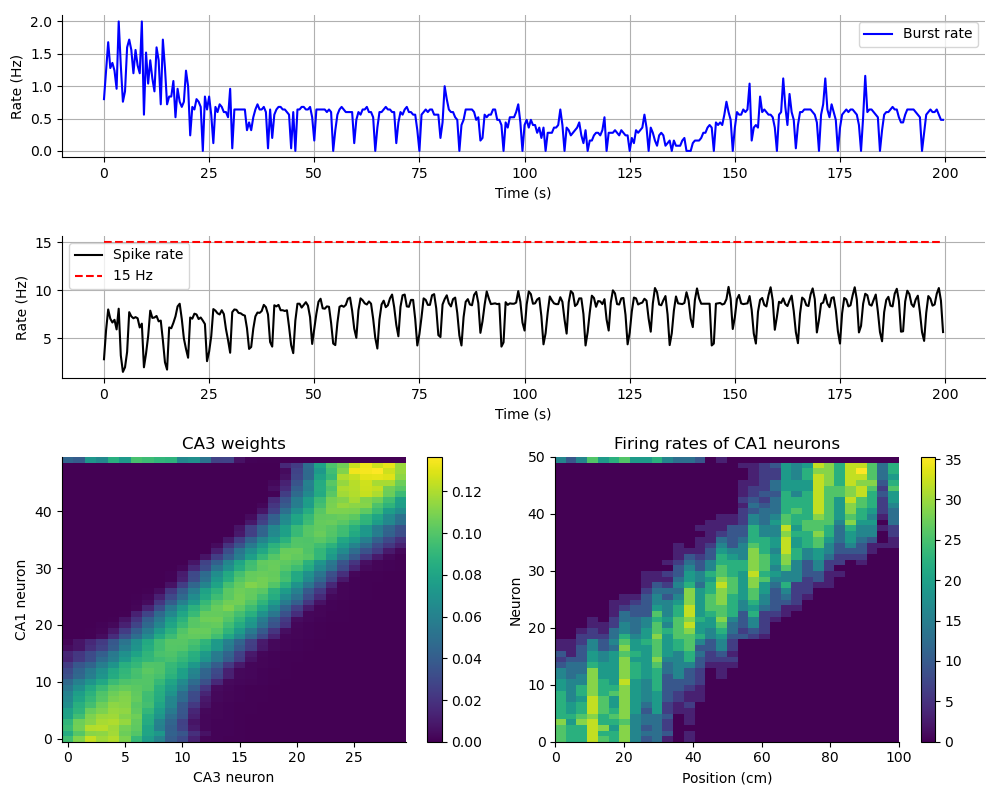 2.0
1.5
1.0
0.5
0.0
Rate (Hz)
Burst rate
0 25 50 75 100 125 150 175 200
Time (s)
15
10
5
Rate (Hz)
Spike rate
15 Hz
0 25 50 75 100 125 150 175 200
Time (s)
CA3 weights
40
30
20
10
0
CA1 neuron
0 5 10 15 20 25
CA3 neuron
0.12
0.10
0.08
0.06
0.04
0.02
0.00
Firing rates of CA1 neurons
50
40
30
20
10
0
Neuron
0 20 40 60 80 100
Position (cm)
35
30
25
20
15
10
5
0